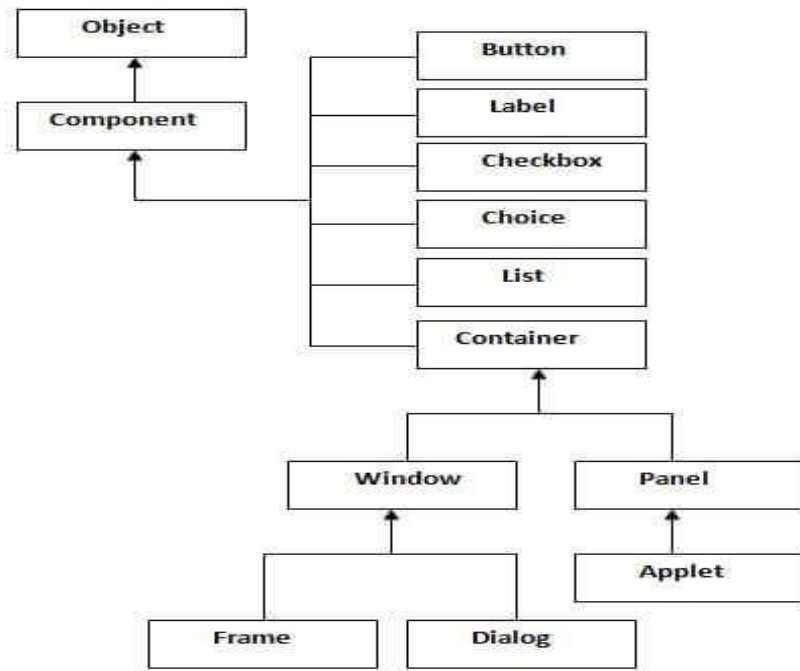 Object
Component
Button
Label
Checkbox
Choice
List
Container
Window
Panel
Applet
Frame
Dialog